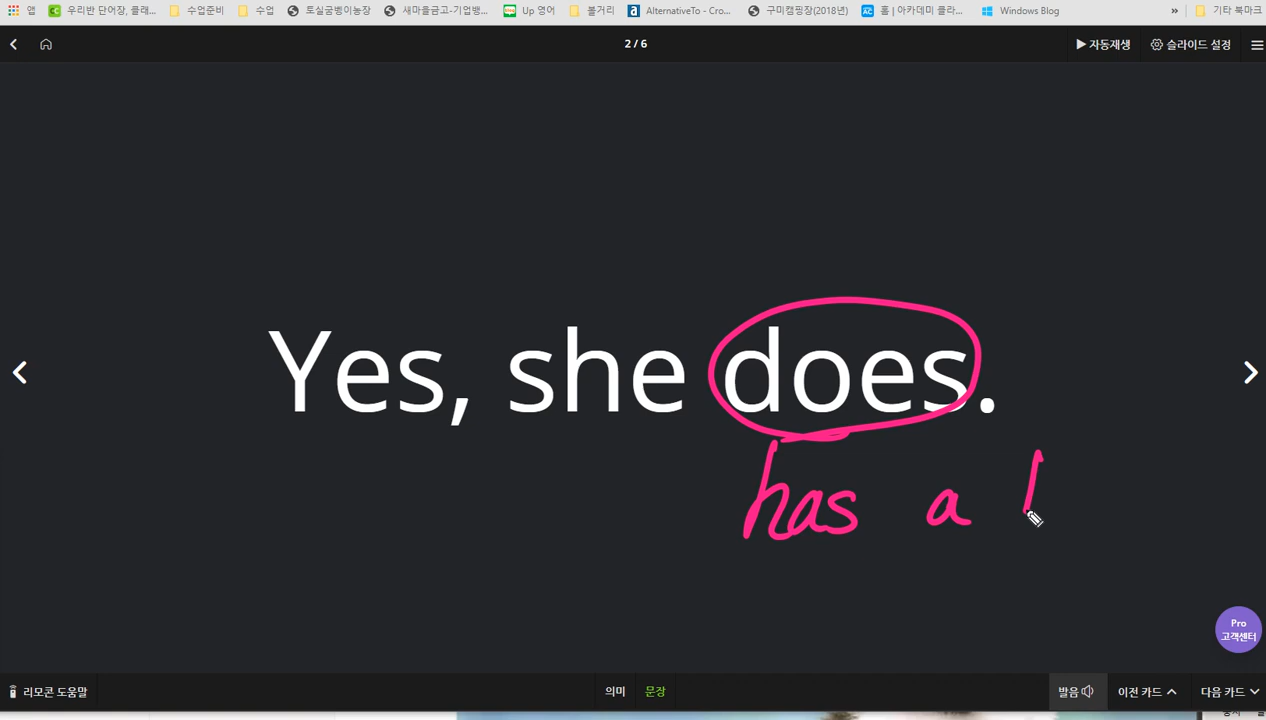 앱 우리반 단어장, 클래... 수업준비 수업 토실굼벵이농장 새마을금고-기업뱅... Up 영어 볼거리 AlternativeTo - Cro... 구미캠핑장(2018년) 홈 | 아카데미 클라... Windows Blog » 기타 북마크
2 / 6 자동재생 슬라이드 설정
Yes, she does.
has a
Pro
고객센터
리모콘 도움말 의미 문장 발음 이전 카드 다음 카드